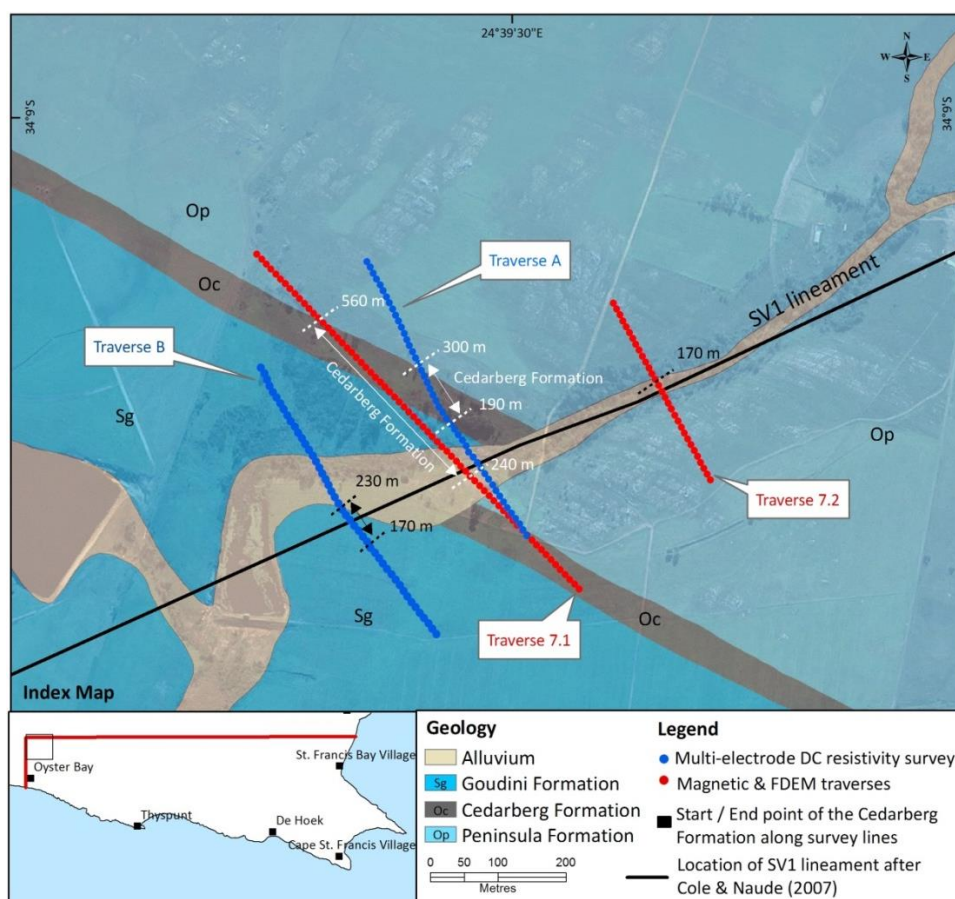 24°39'30"E
N
W E
S
34°9'S
34°9'S
Op
Oc
Traverse A
560 m
SV1 lineament
Traverse B
300 m
170 m
Cedarberg Formation
190 m
Cedarberg Formation
Sg
Op
240 m
230 m
Traverse 7.2
170 m
Sg
Oc
Traverse 7.1
Index Map
Oyster Bay
St. Francis Bay Village
Thyspunt
De Hoek
Cape St. Francis Village
Geology
Alluvium
Sg Goudini Formation
Oc Cedarberg Formation
Op Peninsula Formation
0 50 100 200
Metres
Legend
Multi-electrode DC resistivity survey
Magnetic & FDEM traverses
Start / End point of the Cedarberg
Formation along survey lines
Location of SV1 lineament after
Cole & Naude (2007)